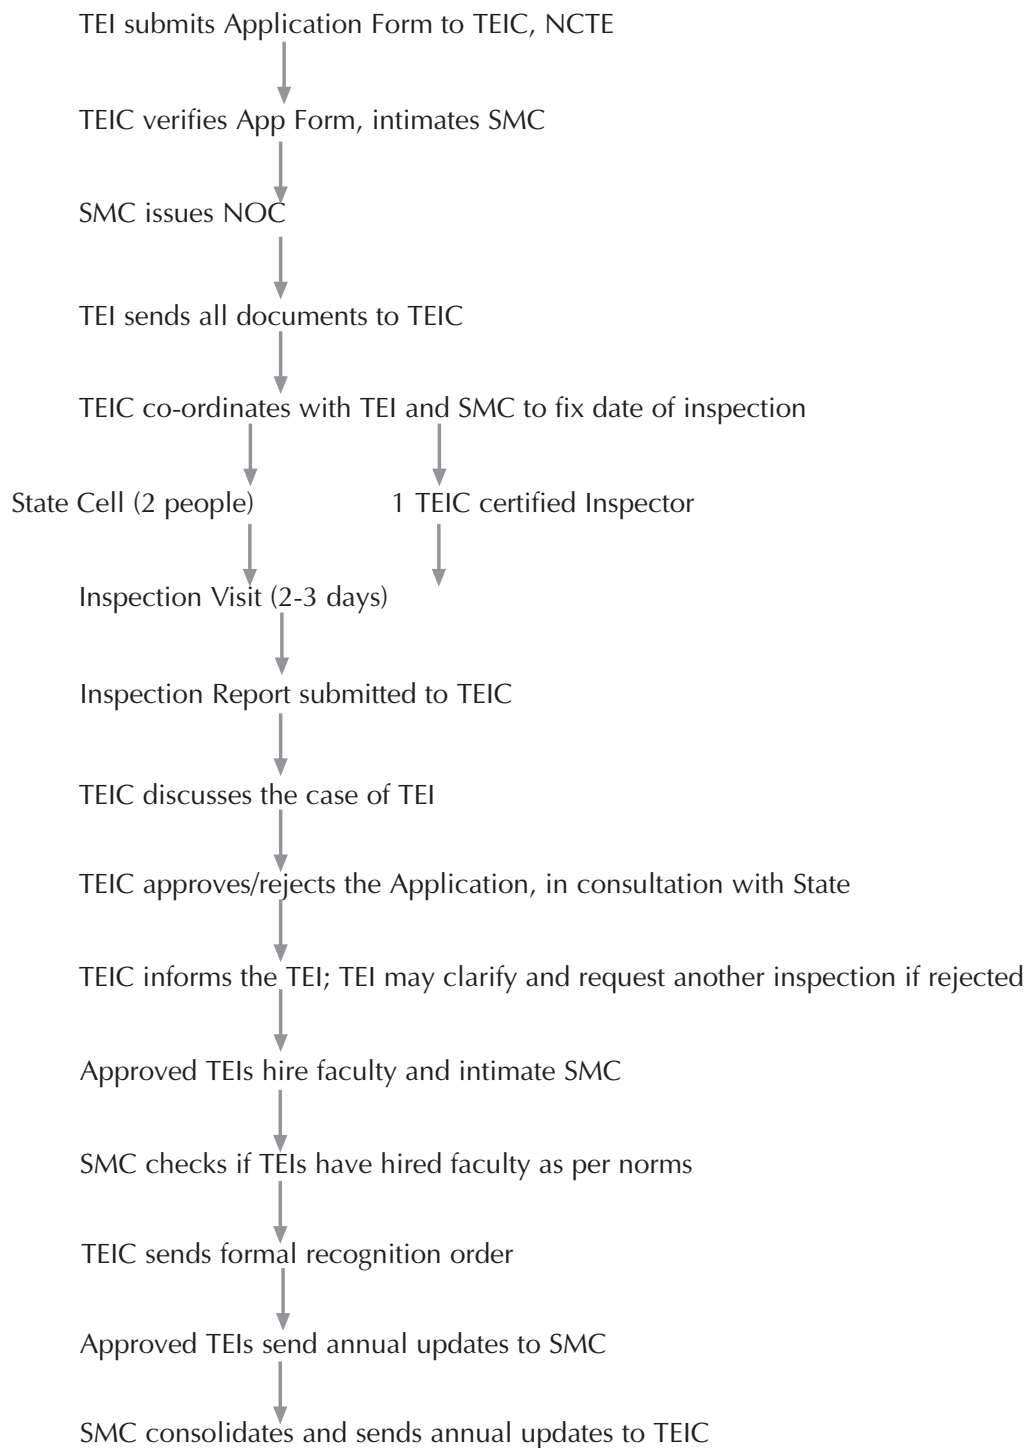 TEI submits Application Form to TEIC, NCTE
TEIC verifies App Form, intimates SMC
SMC issues NOC
TEI sends all documents to TEIC
TEIC co-ordinates with TEI and SMC to fix date of inspection
State Cell (2 people)
1 TEIC certified Inspector
Inspection Visit (2-3 days)
Inspection Report submitted to TEIC
TEIC discusses the case of TEI
TEIC approves/rejects the Application, in consultation with State
TEIC informs the TEI; TEI may clarify and request another inspection if rejected
Approved TEIs hire faculty and intimate SMC
SMC checks if TEIs have hired faculty as per norms
TEIC sends formal recognition order
Approved TEIs send annual updates to SMC
SMC consolidates and sends annual updates to TEIC